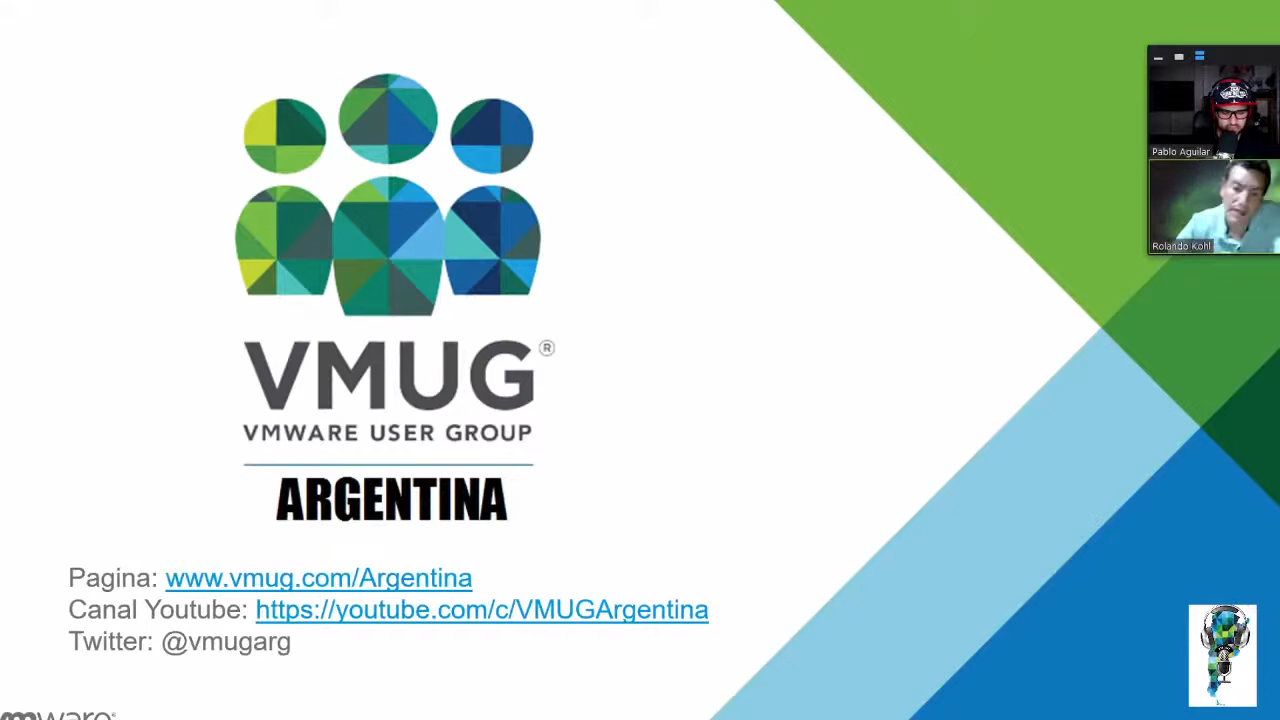 Pablo Aguilar
Rolando Kohl
VMUG®
VMWARE USER GROUP
ARGENTINA
Pagina: www.vmug.com/Argentina
Canal Youtube: https://youtube.com/c/VMUGArgentina
Twitter: @vmugarg
vmware®